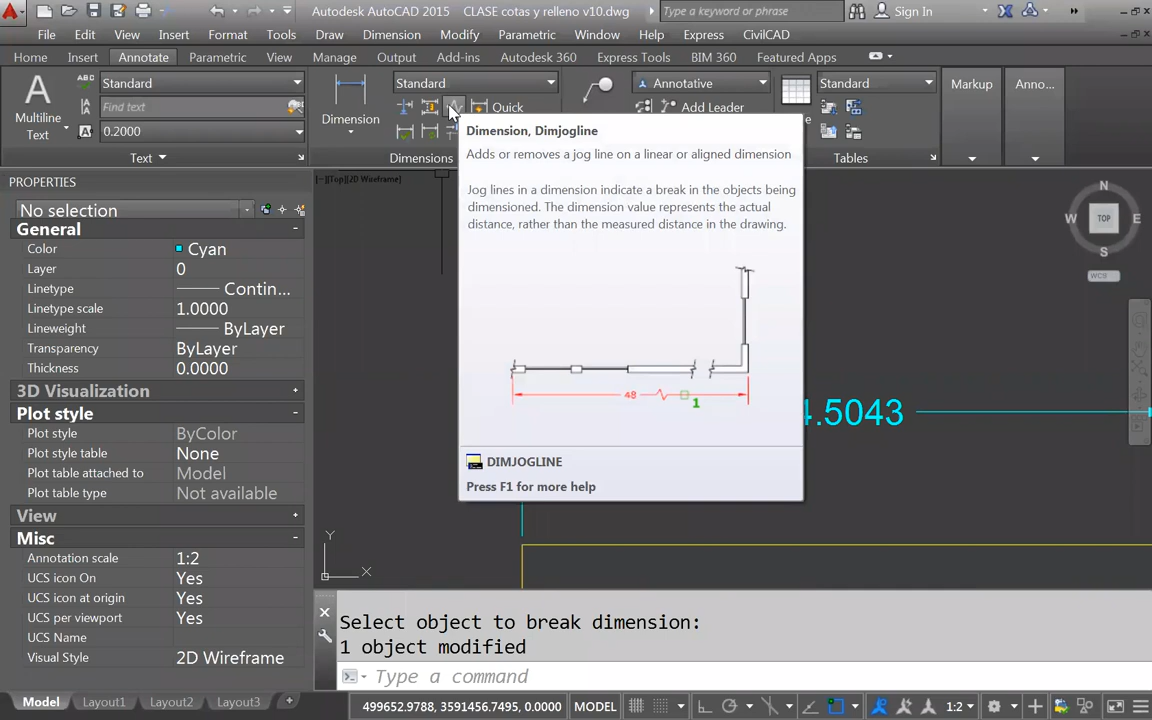 Autodesk AutoCAD 2015 CLASE cotas y relleno v10.dwg Type a keyword or phrase Sign In
File Edit View Insert Format Tools Draw Dimension Modify Parametric Window Help Express CivilCAD
Home Insert Annotate Parametric View Manage Output Add-ins Autodesk 360 Express Tools BIM 360 Featured Apps
A ABC Standard
Multiline Text
Find text
0.2000
Text
Dimension
Standard
Quick
Dimensions
Annotative
Add Leader
Standard
Tables
Markup
Anno...
Dimension, Dimjogline
Adds or removes a jog line on a linear or aligned dimension
Jog lines in a dimension indicate a break in the objects being
dimensioned. The dimension value represents the actual
distance, rather than the measured distance in the drawing.
48
1
DIMJOGLINE
Press F1 for more help
PROPERTIES
No selection
General
Color Cyan
Layer 0
Linetype Contin...
Linetype scale 1.0000
Lineweight ByLayer
Transparency ByLayer
Thickness 0.0000
3D Visualization
Plot style
Plot style ByColor
Plot style table None
Plot table attached to Model
Plot table type Not available
View
Misc
Annotation scale 1:2
UCS icon On Yes
UCS icon at origin Yes
UCS per viewport Yes
UCS Name
Visual Style 2D Wireframe
[−][Top][2D Wireframe]
N
W TOP E
S
WCS
4.5043
Y
X
Select object to break dimension:
1 object modified
Type a command
Model Layout1 Layout2 Layout3 + 499652.9788, 3591456.7495, 0.0000 MODEL 1:2